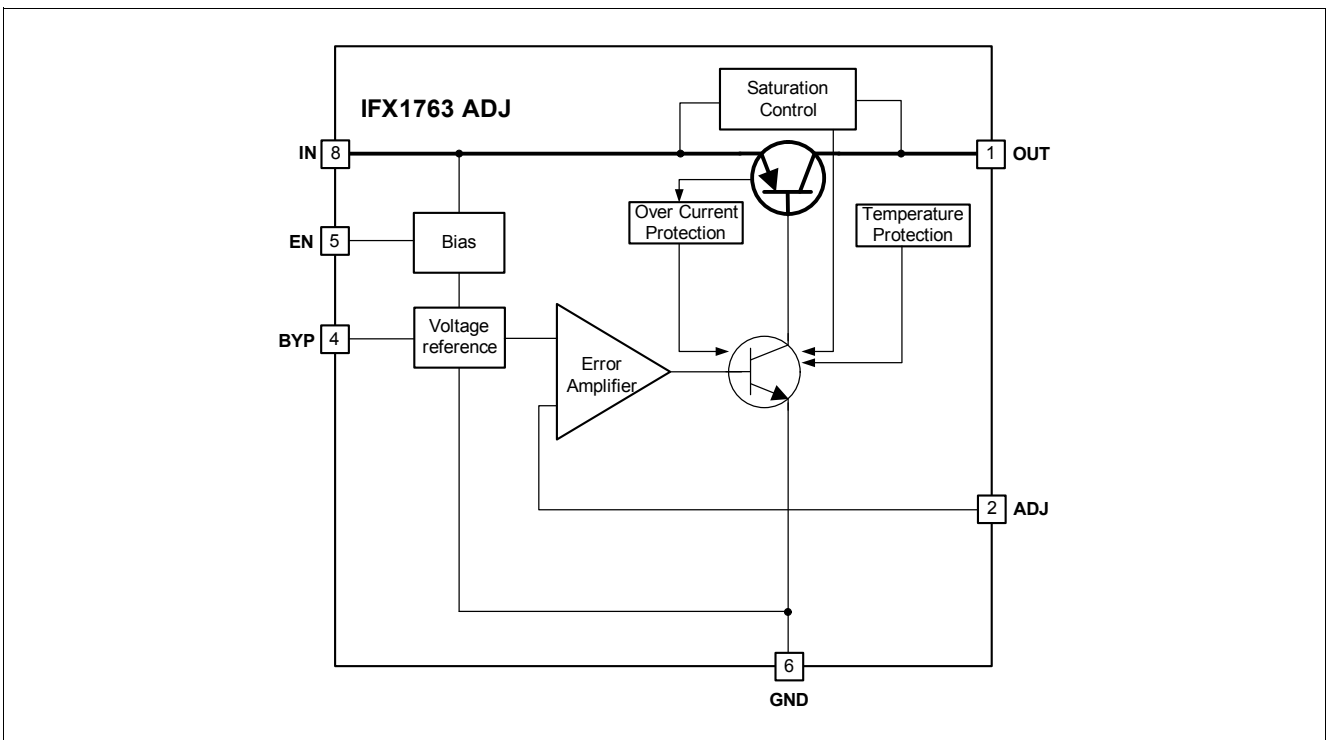 Saturation
Control
IFX1763 ADJ
IN 8
1 OUT
Over Current
Protection
Temperature
Protection
EN 5
Bias
BYP 4
Voltage
reference
Error
Amplifier
2 ADJ
6
GND